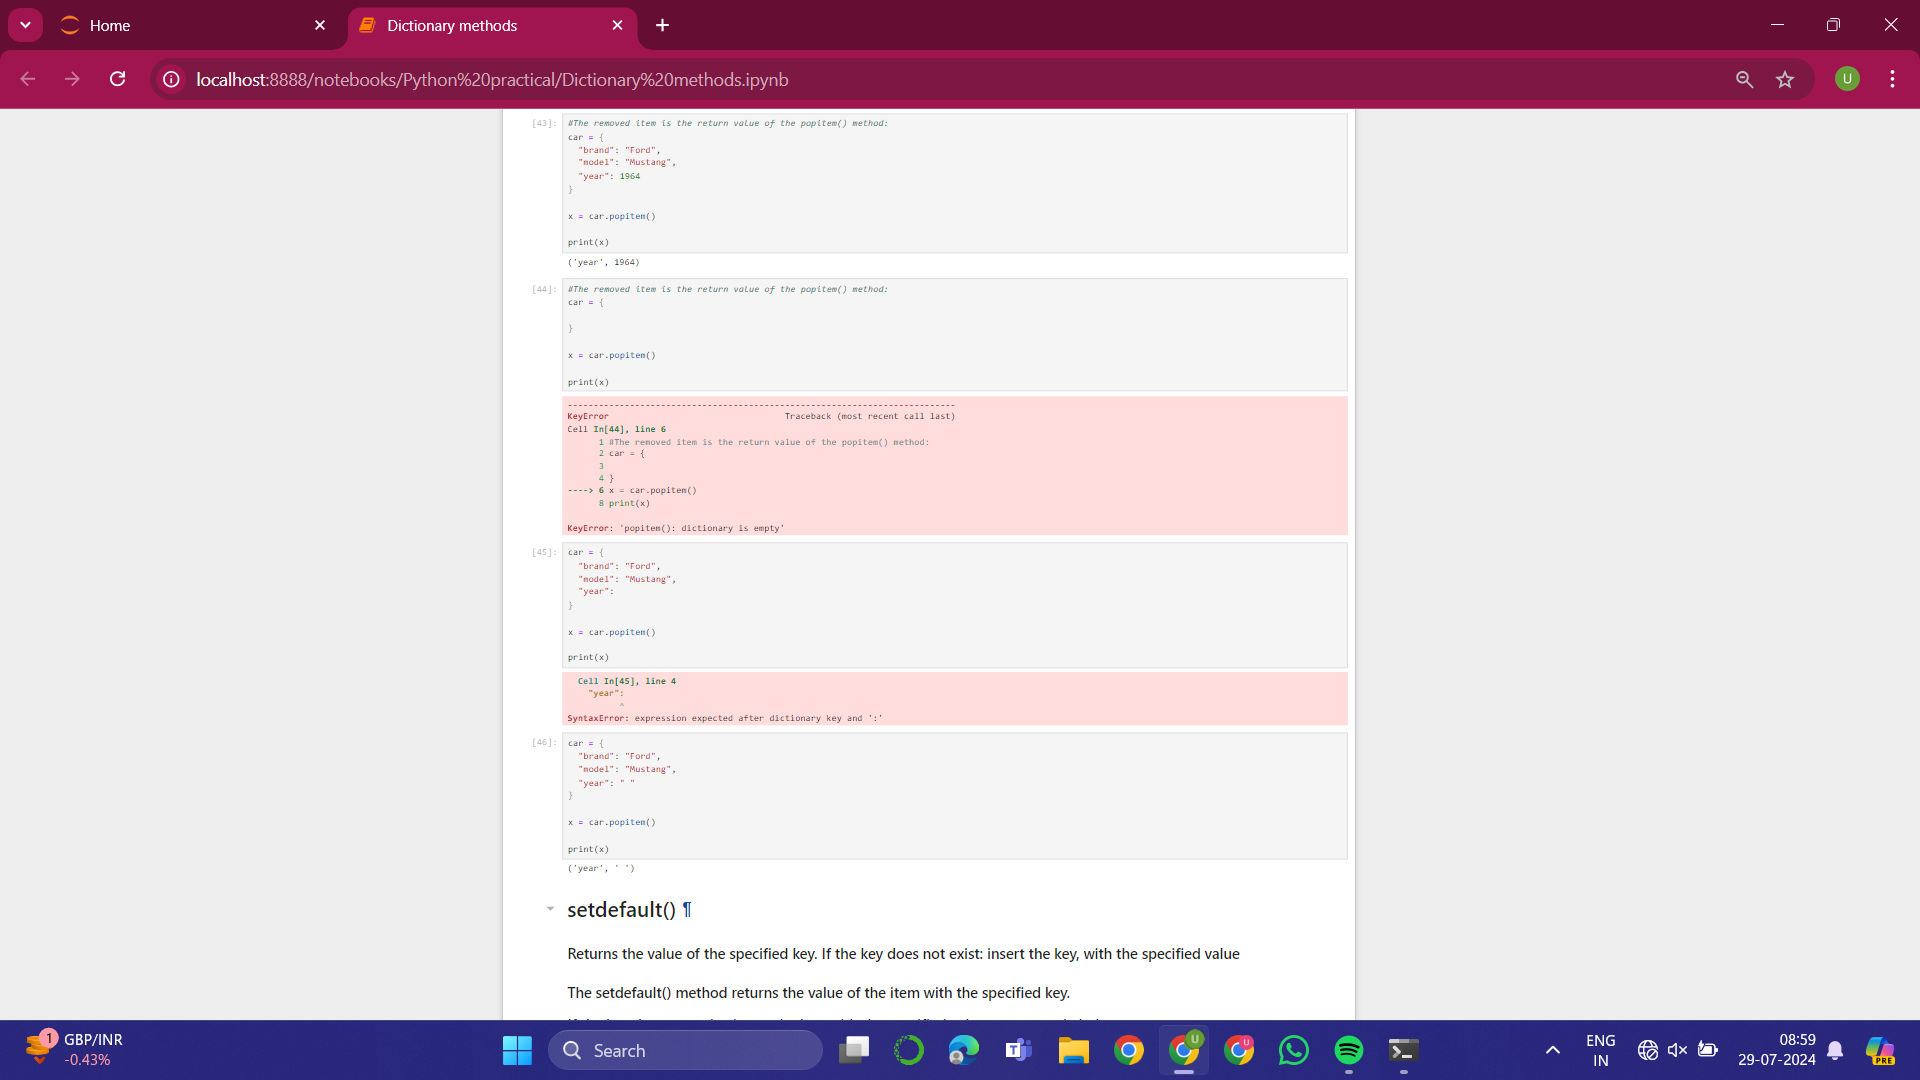 Home
Dictionary methods
localhost:8888/notebooks/Python%20practical/Dictionary%20methods.ipynb
U
[43]:
#The removed item is the return value of the popitem() method:
car = {
"brand": "Ford",
"model": "Mustang",
"year": 1964
}
x = car.popitem()
print(x)
('year', 1964)
[44]:
#The removed item is the return value of the popitem() method:
car = {
}
x = car.popitem()
print(x)
---------------------------------------------------------------------------
KeyError                                  Traceback (most recent call last)
Cell In[44], line 6
1 #The removed item is the return value of the popitem() method:
2 car = {
3
4 }
----> 6 x = car.popitem()
8 print(x)
KeyError: 'popitem(): dictionary is empty'
[45]:
car = {
"brand": "Ford",
"model": "Mustang",
"year":
}
x = car.popitem()
print(x)
Cell In[45], line 4
"year":
^
SyntaxError: expression expected after dictionary key and ':'
[46]:
car = {
"brand": "Ford",
"model": "Mustang",
"year": " "
}
x = car.popitem()
print(x)
('year', ' ')
setdefault() ¶
Returns the value of the specified key. If the key does not exist: insert the key, with the specified value
The setdefault() method returns the value of the item with the specified key.
1
GBP/INR
-0.43%
Search
U
U
ENG
IN
08:59
29-07-2024
PRE